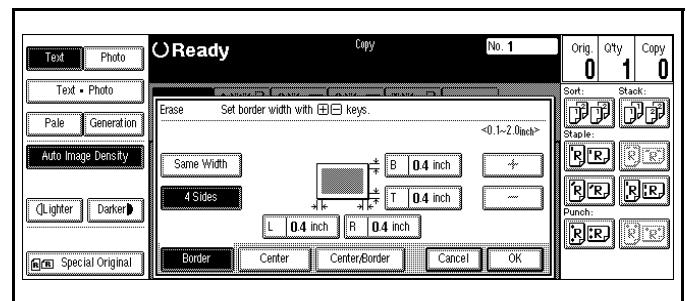 Text Photo
Text • Photo
Pale Generation
Auto Image Density
Lighter Darker
Special Original
Ready
Copy
No. 1
Erase Set border width with ⊞⊟ keys.
<0.1~2.0inch>
Same Width
4 Sides
B 0.4 inch
T 0.4 inch
L 0.4 inch R 0.4 inch
+
−
Border Center Center/Border Cancel OK
Orig. Q'ty Copy
0 1 0
Sort: Stack:
Staple:
Punch: